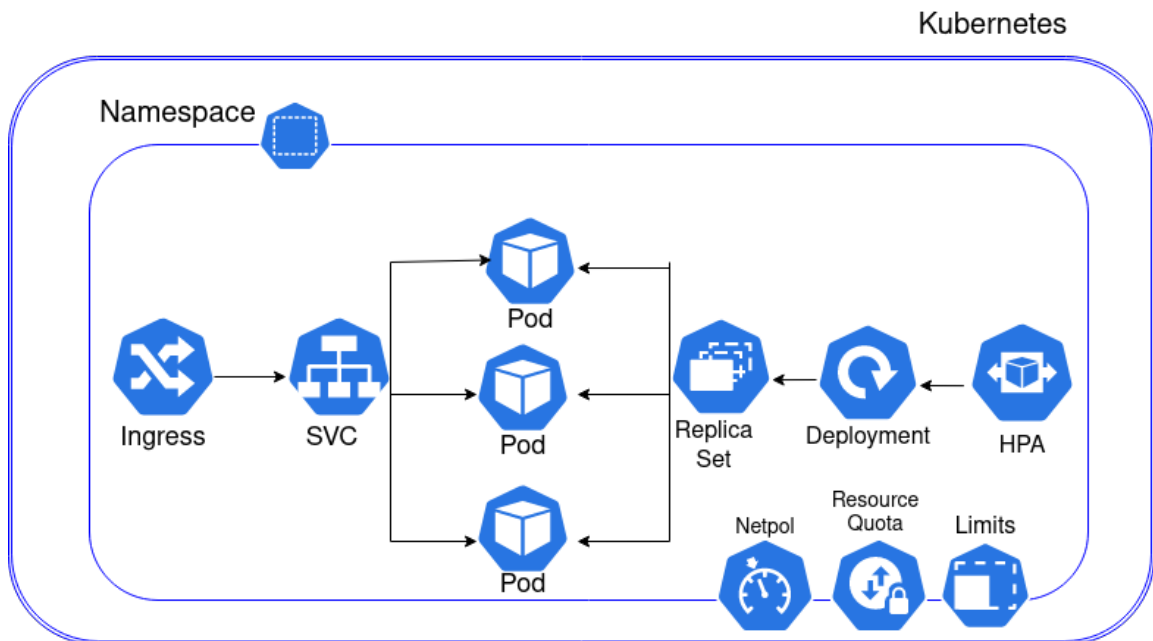 Kubernetes
Namespace
Pod
Ingress
SVC
Pod
Replica
Set
Deployment
HPA
Pod
Netpol
Resource
Quota
Limits